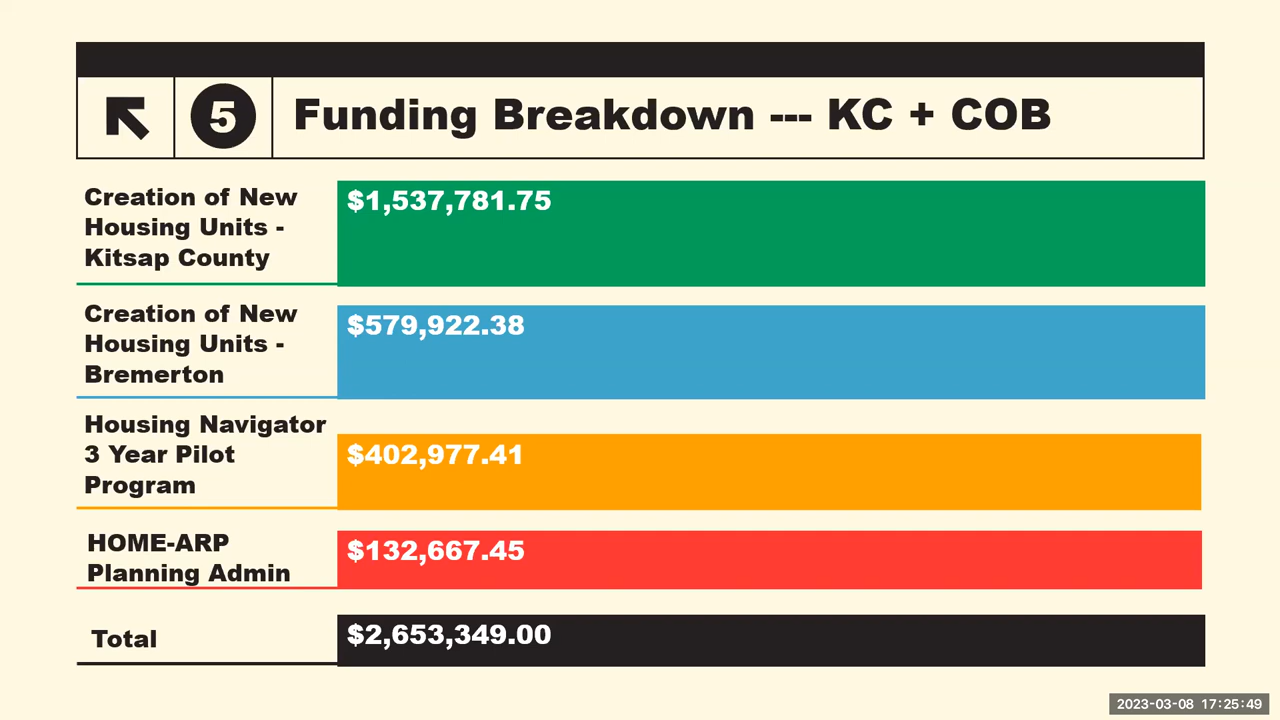 5
Funding Breakdown --- KC + COB
Creation of New
Housing Units -
Kitsap County
$1,537,781.75
Creation of New
Housing Units -
Bremerton
$579,922.38
Housing Navigator
3 Year Pilot
Program
$402,977.41
HOME-ARP
Planning Admin
$132,667.45
Total
$2,653,349.00
2023-03-08 17:25:49